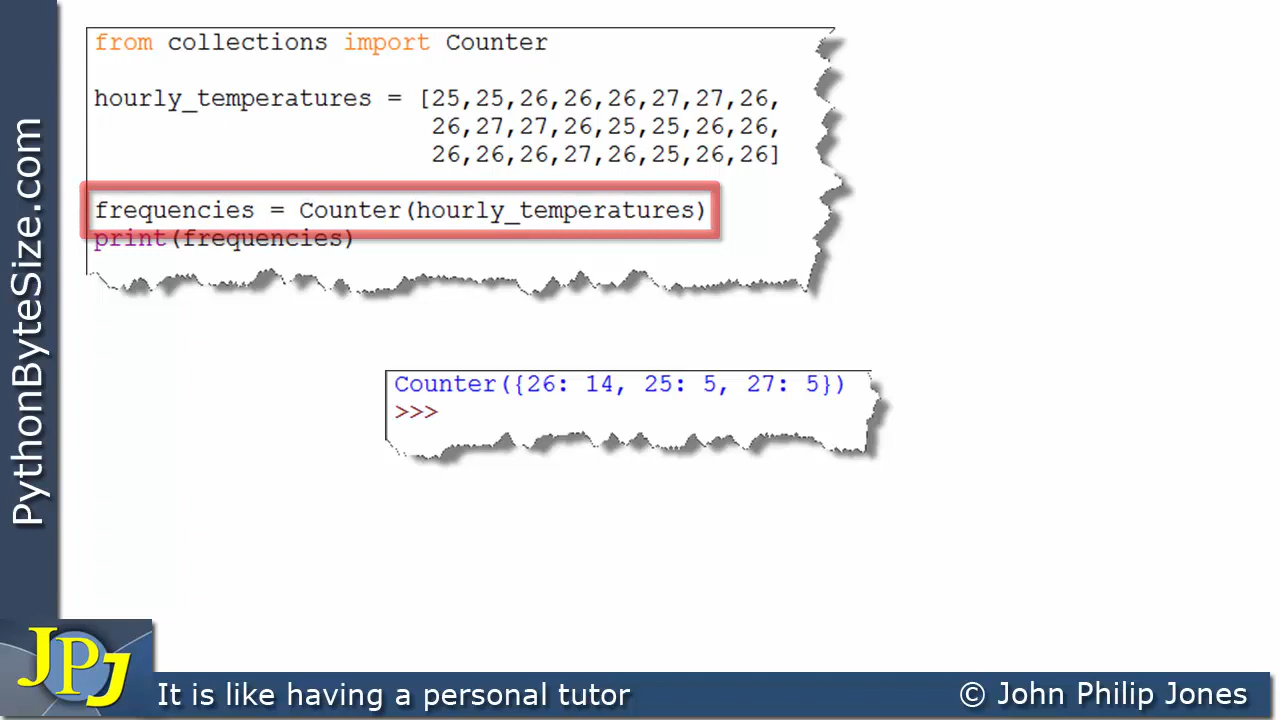 from collections import Counter
hourly_temperatures = [25,25,26,26,26,27,27,26,
26,27,27,26,25,25,26,26,
26,26,26,27,26,25,26,26]
frequencies = Counter(hourly_temperatures)
print(frequencies)
Counter({26: 14, 25: 5, 27: 5})
>>>
PythonByteSize.com
JPJ
It is like having a personal tutor
© John Philip Jones